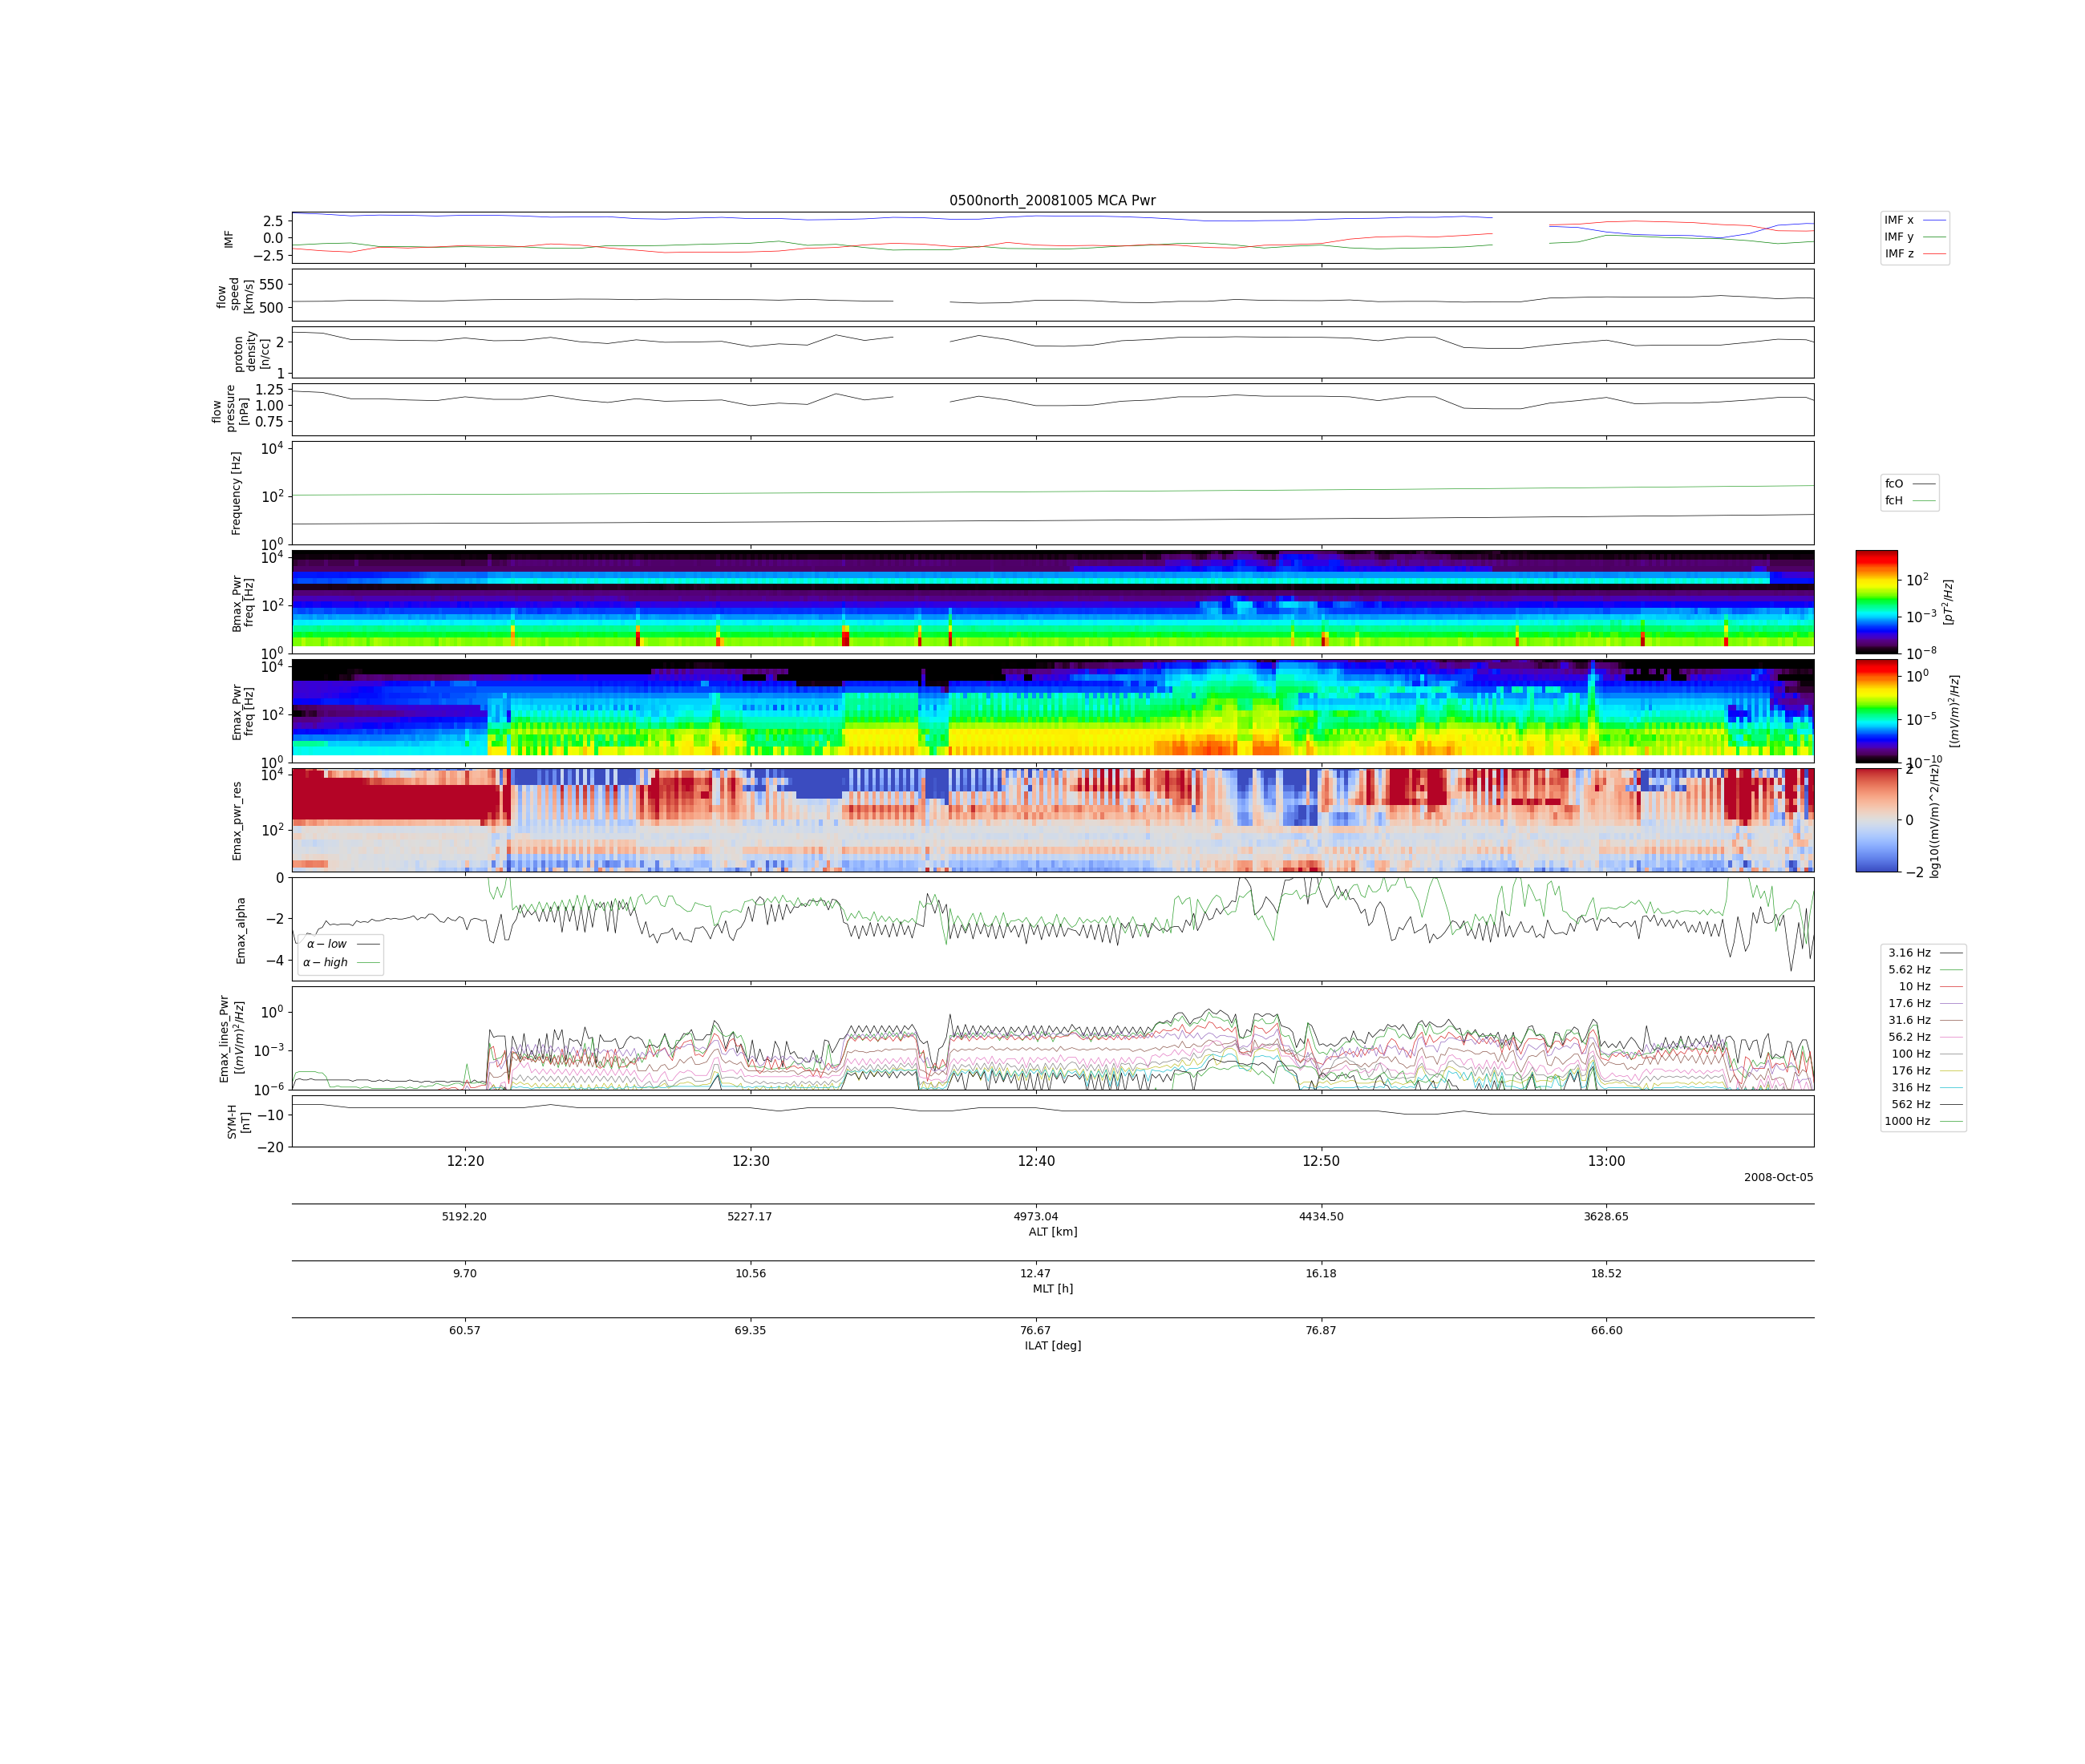 0500north_20081005 MCA Pwr
IMF
2.5
0.0
−2.5
IMF x
IMF y
IMF z
flow
speed
[km/s]
550
500
proton
density
[n/cc]
2
1
flow
pressure
[nPa]
1.25
1.00
0.75
Frequency [Hz]
10^4
10^2
10^0
fcO
fcH
Bmax_Pwr
freq [Hz]
10^4
10^2
10^0
10^2
10^−3
10^−8
[pT^2/Hz]
Emax_Pwr
freq [Hz]
10^4
10^2
10^0
10^0
10^−5
10^−10
[(mV/m)^2/Hz]
Emax_pwr_res
10^4
10^2
2
0
−2
log10((mV/m)^2/Hz)
Emax_alpha
0
−2
−4
α − low
α − high
Emax_lines_Pwr
[(mV/m)^2/Hz]
10^0
10^−3
10^−6
3.16 Hz
5.62 Hz
10 Hz
17.6 Hz
31.6 Hz
56.2 Hz
100 Hz
176 Hz
316 Hz
562 Hz
1000 Hz
SYM-H
[nT]
−10
−20
12:20 12:30 12:40 12:50 13:00
2008-Oct-05
5192.20 5227.17 4973.04 4434.50 3628.65
ALT [km]
9.70 10.56 12.47 16.18 18.52
MLT [h]
60.57 69.35 76.67 76.87 66.60
ILAT [deg]